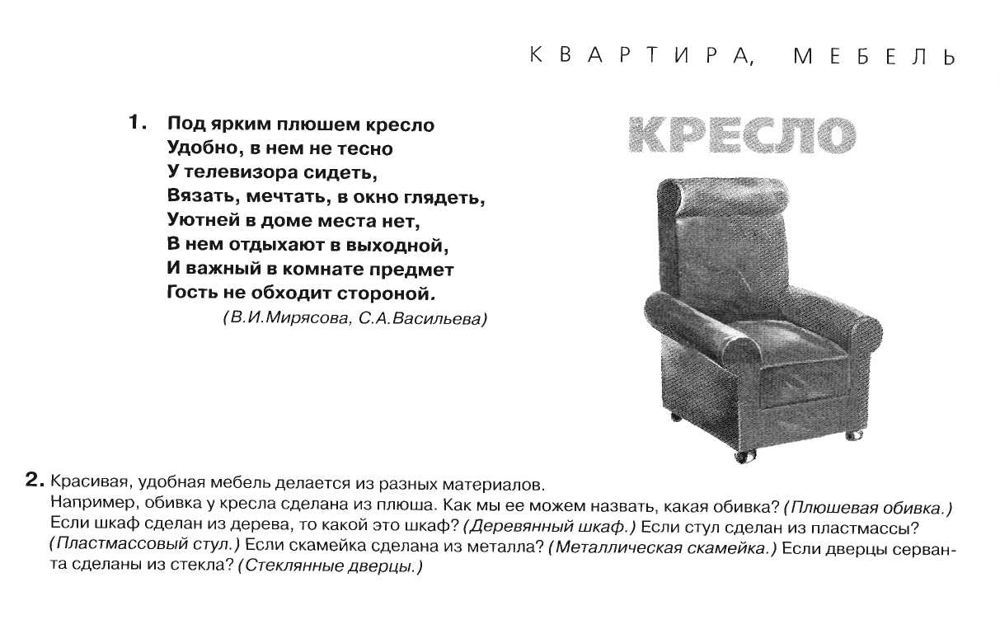 КВАРТИРА, МЕБЕЛЬ
КРЕСЛО
1. Под ярким плюшем кресло
Удобно, в нем не тесно
У телевизора сидеть,
Вязать, мечтать, в окно глядеть,
Уютней в доме места нет,
В нем отдыхают в выходной,
И важный в комнате предмет
Гость не обходит стороной.
(В.И.Мирясова, С.А.Васильева)
2. Красивая, удобная мебель делается из разных материалов.
Например, обивка у кресла сделана из плюша. Как мы ее можем назвать, какая обивка? (Плюшевая обивка.)
Если шкаф сделан из дерева, то какой это шкаф? (Деревянный шкаф.) Если стул сделан из пластмассы?
(Пластмассовый стул.) Если скамейка сделана из металла? (Металлическая скамейка.) Если дверцы серван-
та сделаны из стекла? (Стеклянные дверцы.)